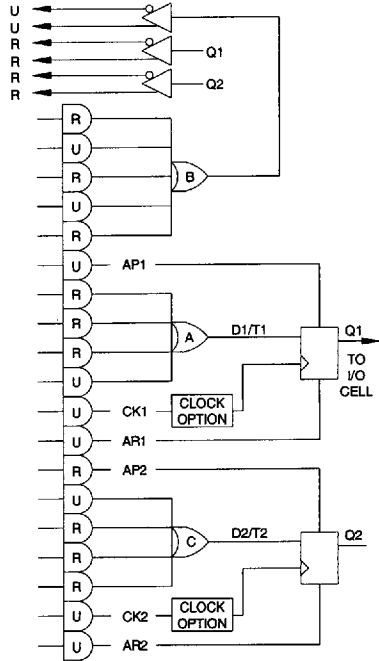 U
U
R
R Q1
R
R Q2
R
U
R B
U
R
U AP1
R
R A D1/T1 Q1
R TO
U I/O
CELL
U CK1 CLOCK
OPTION
U AR1
R AP2
U
R C D2/T2 Q2
R
R
U CK2 CLOCK
OPTION
U AR2